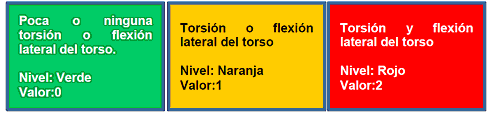 Poca o ninguna
torsión o flexión
lateral del torso.
Nivel: Verde
Valor:0
Torsión o flexión
lateral del torso
Nivel: Naranja
Valor:1
Torsión y flexión
lateral del torso
Nivel: Rojo
Valor:2